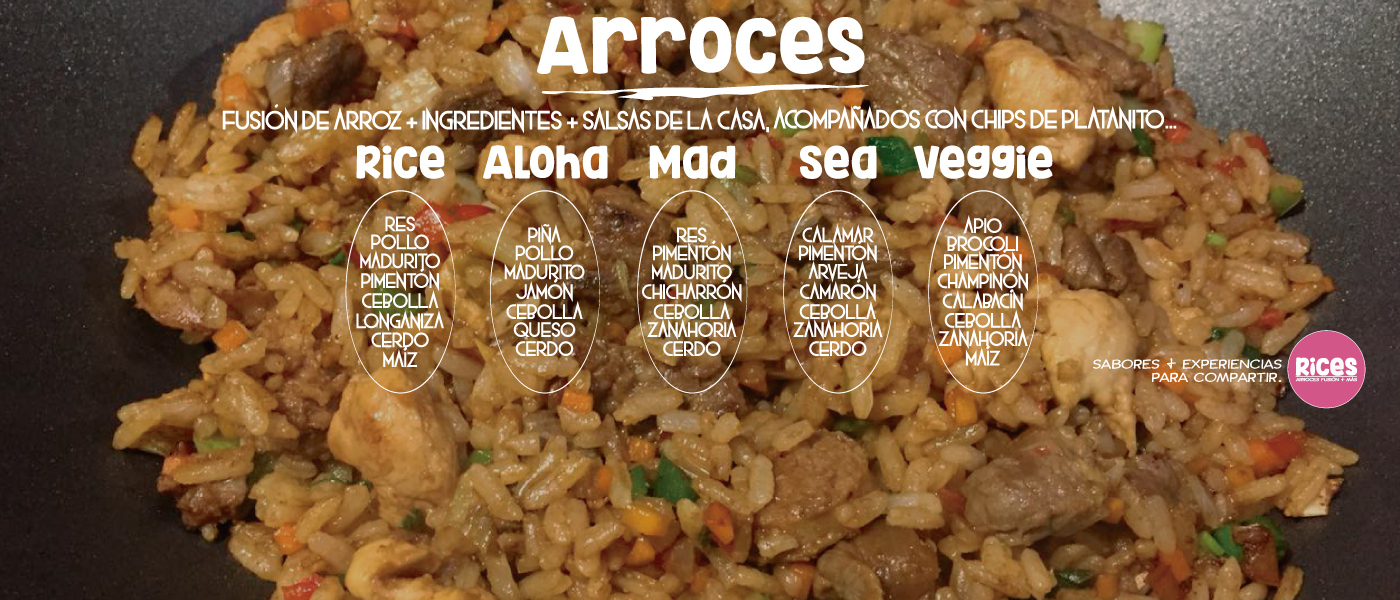 Arroces
FUSIÓN DE ARROZ + INGREDIENTES + SALSAS DE LA CASA, ACOMPAÑADOS CON CHIPS DE PLATANITO...
Rice
RES
POLLO
MADURITO
PIMENTÓN
CEBOLLA
LONGANIZA
CERDO
MAÍZ
Aloha
PIÑA
POLLO
MADURITO
JAMÓN
CEBOLLA
QUESO
CERDO
Mad
RES
PIMENTÓN
MADURITO
CHICHARRÓN
CEBOLLA
ZANAHORIA
CERDO
Sea
CALAMAR
PIMENTÓN
ARVEJA
CAMARÓN
CEBOLLA
ZANAHORIA
CERDO
Veggie
APIO
BROCOLI
PIMENTÓN
CHAMPIÑÓN
CALABACÍN
CEBOLLA
ZANAHORIA
MAÍZ
SABORES + EXPERIENCIAS
PARA COMPARTIR.
RICES
ARROCES FUSIÓN + MÁS